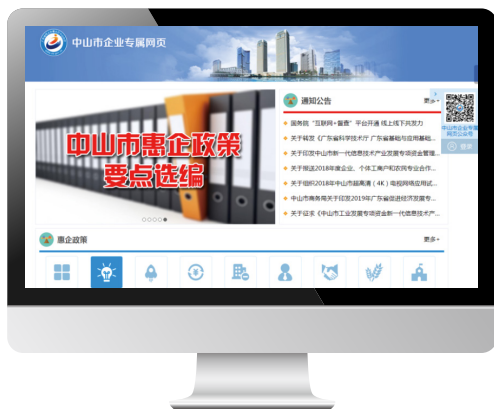 中山市企业专属网页
中山市惠企政策
要点选编
通知公告
更多+
国务院“互联网+督查”平台开通 线上线下共发力
关于转发《广东省科学技术厅 广东省基础与应用基础...
关于印发中山市新一代信息技术产业发展专项资金管理...
关于报送2018年度企业、个体工商户和农民专业合作...
关于组织2018年中山市超高清（4K）电视网络应用试...
中山市商务局关于印发2019年广东省促进经济发展专...
关于征求《中山市工业发展专项资金新一代信息技术产...
中山市企业专属
网页公众号
登录
惠企政策
更多+